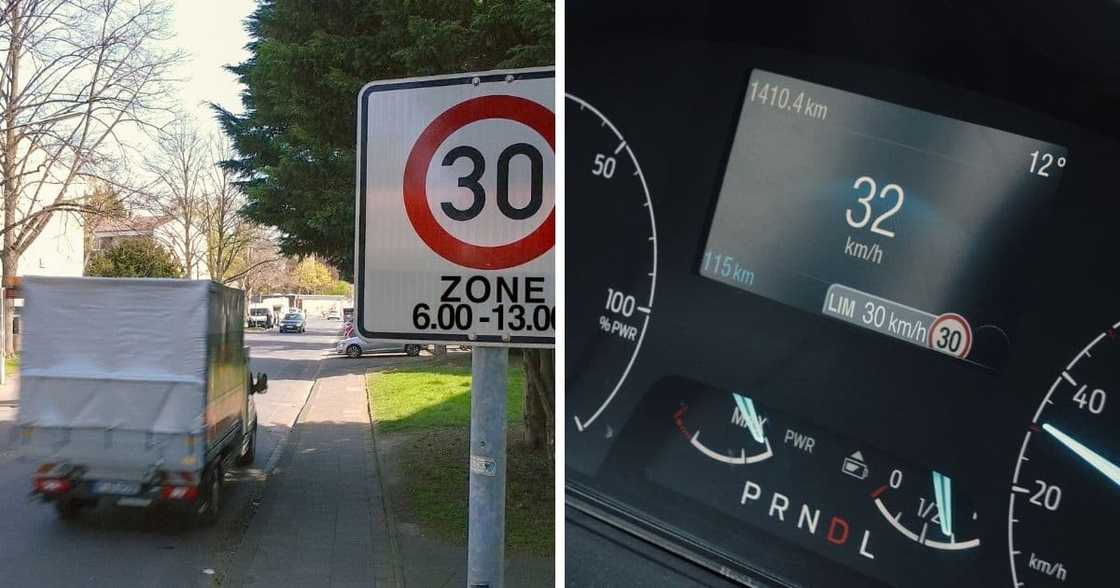 30
ZONE
6.00 -13.00
50
100
% PWR
1410.4 km
12°
32
km/h
115 km
LIM 30 km/h 30
MAX
PWR
0
1/2
P R N D L
40
20
km/h